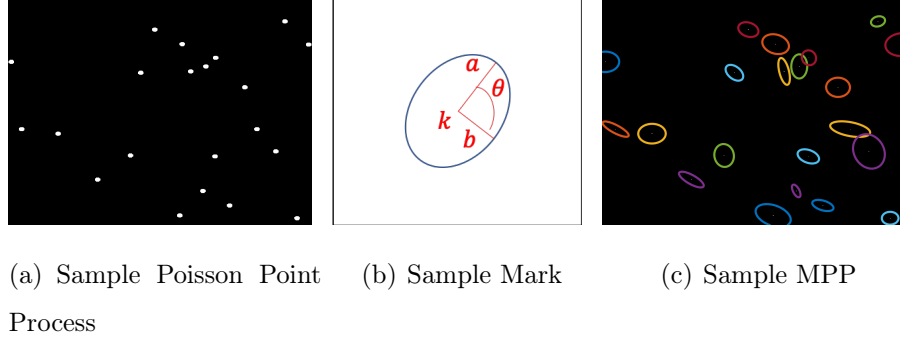 a
θ
k
b
(a) Sample Poisson Point
Process
(b) Sample Mark
(c) Sample MPP